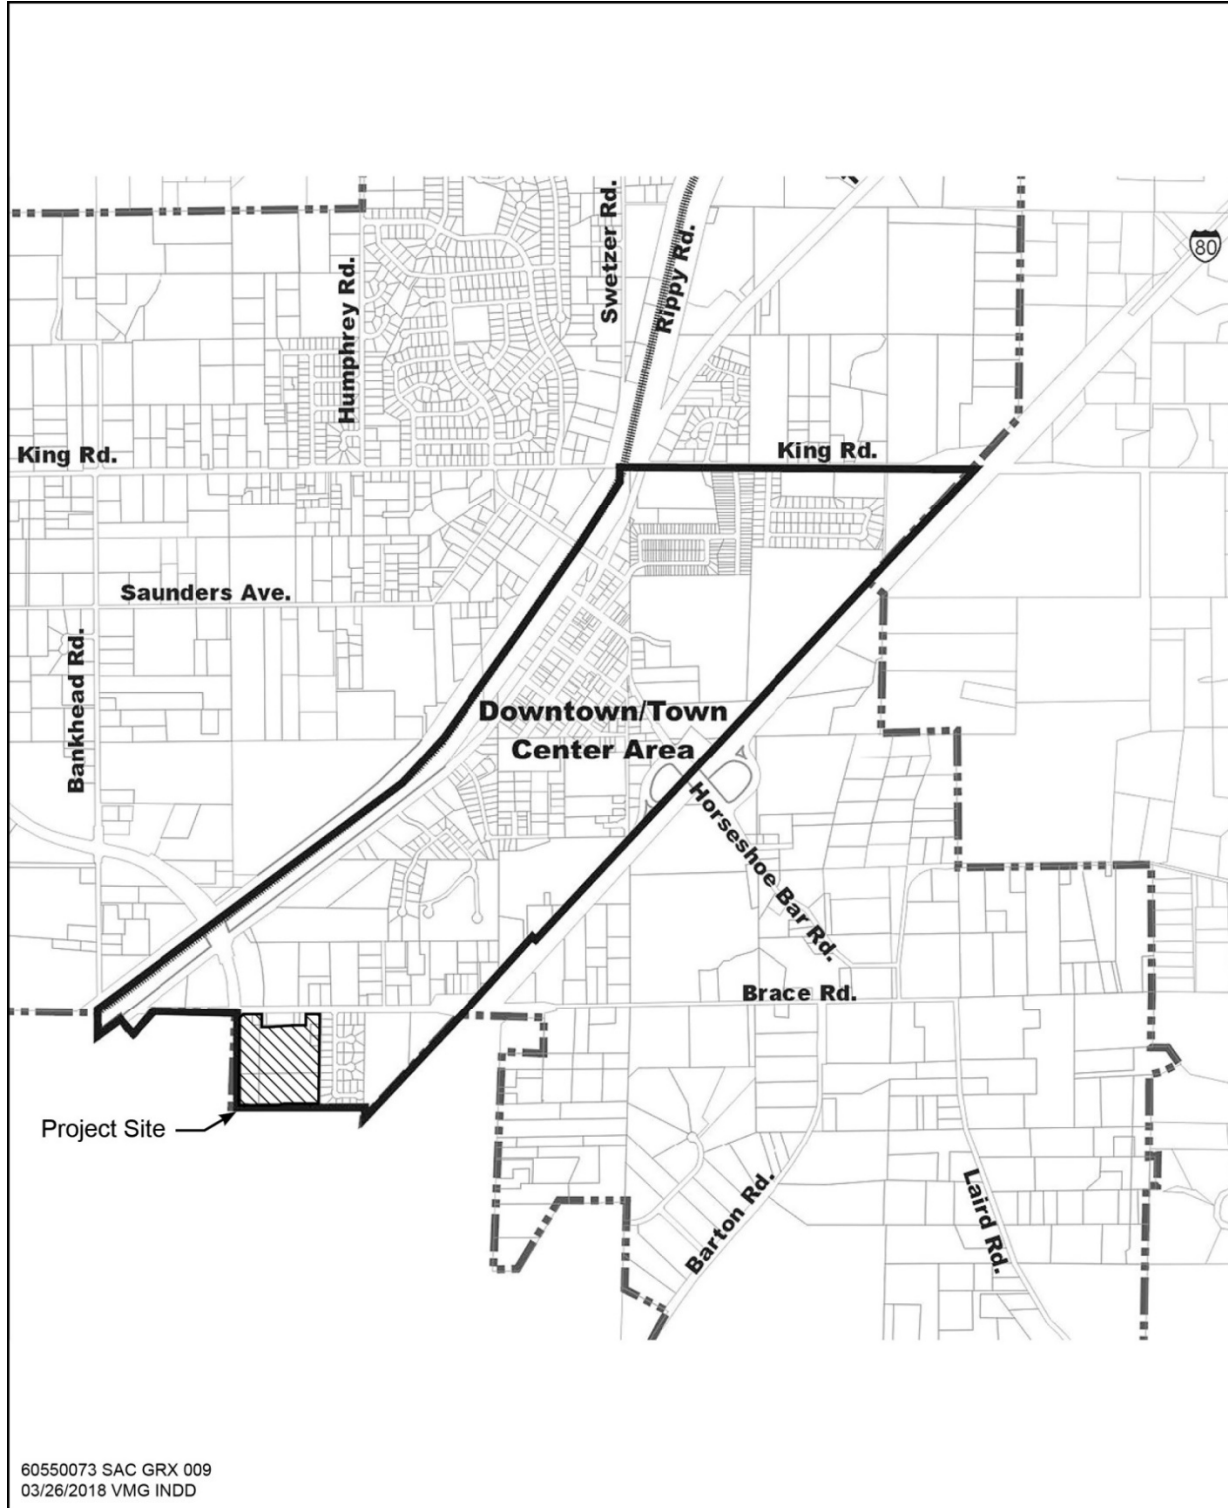 Swetzer Rd.
Rippy Rd.
80
Humphrey Rd.
King Rd.
King Rd.
Saunders Ave.
Bankhead Rd.
Downtown/Town
Center Area
Horseshoe Bar Rd.
Brace Rd.
Project Site
Barton Rd.
Laird Rd.
60550073 SAC GRX 009
03/26/2018 VMG INDD